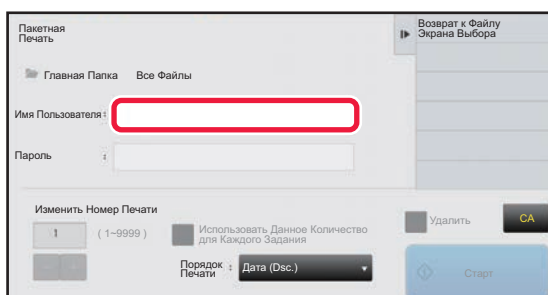 Пакетная
Печать
Возврат к Файлу
Экрана Выбора
Главная Папка Все Файлы
Имя Пользователя :
Пароль :
Изменить Номер Печати
1 ( 1~9999 )
Использовать Данное Количество
для Каждого Задания
Порядок
Печати : Дата (Dsc.)
Удалить
CA
Старт